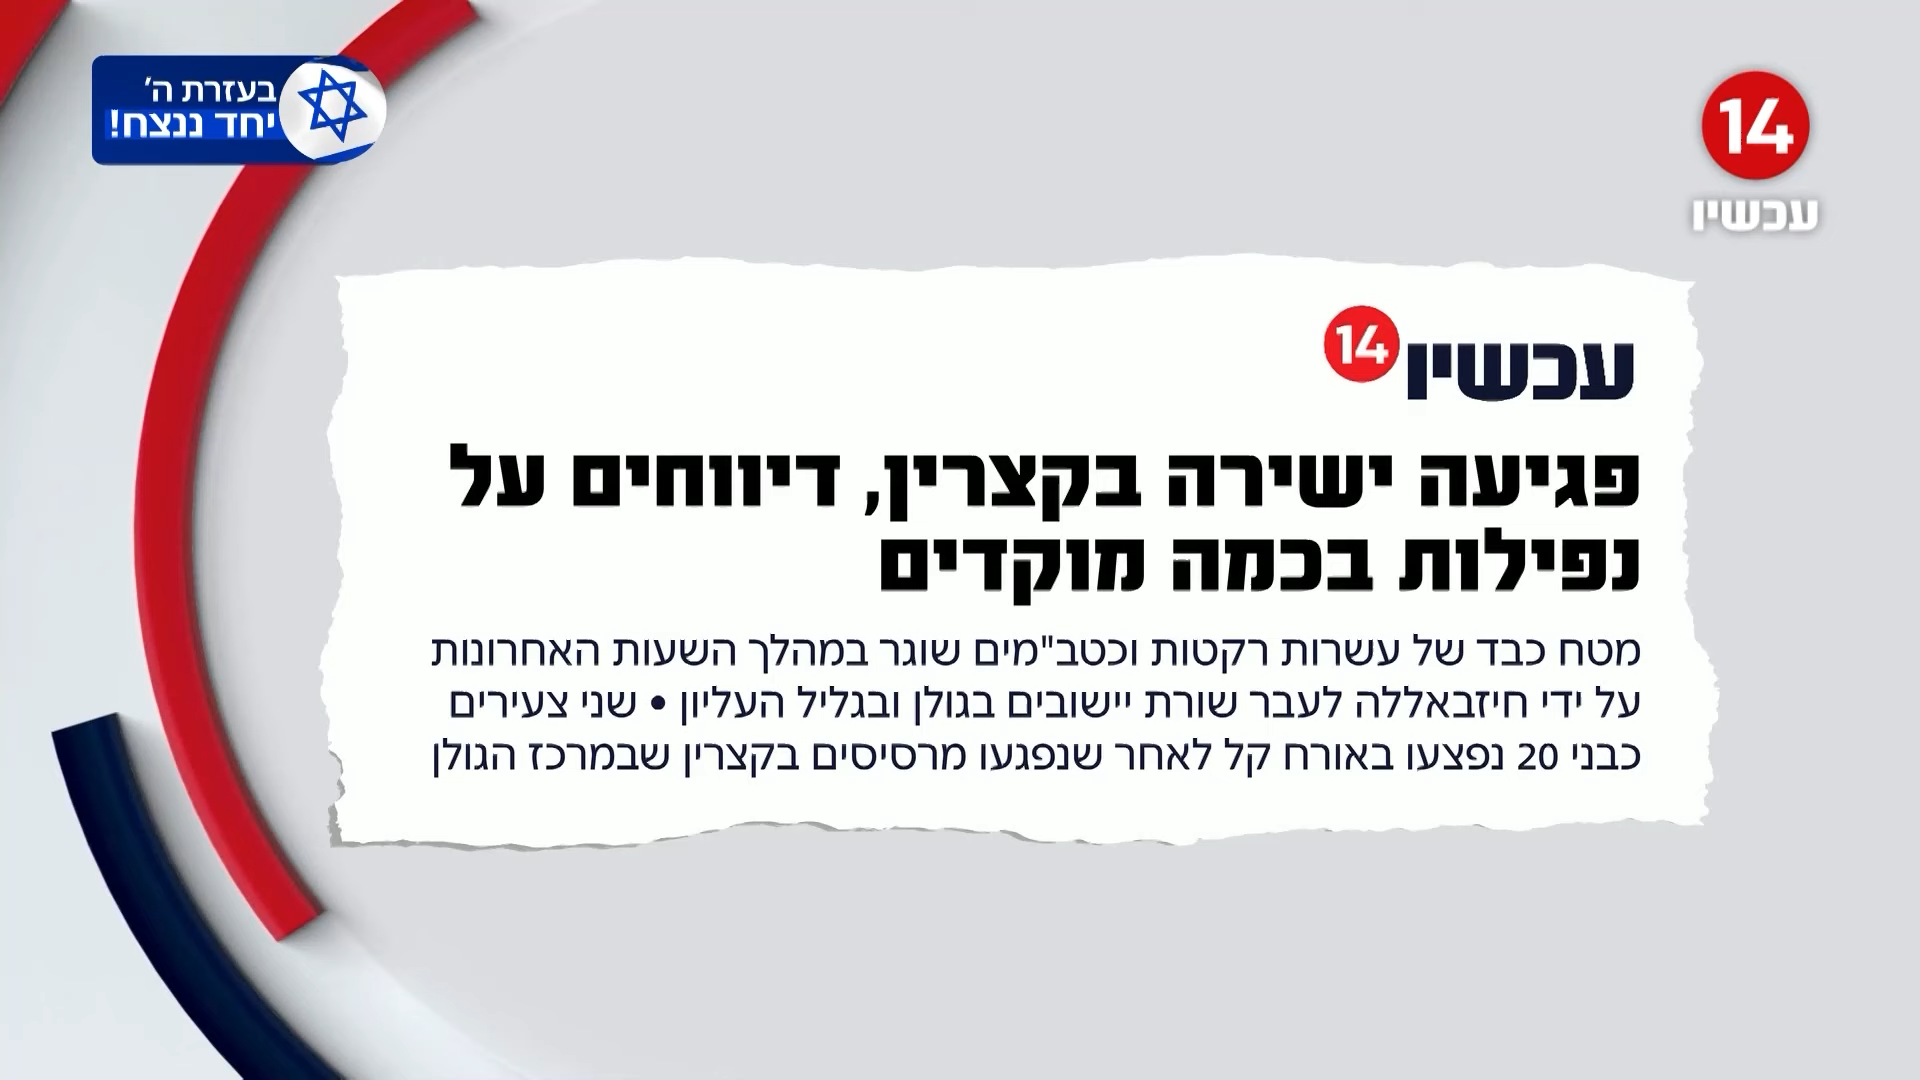 בעזרת ה'
יחד ננצח!
14
עכשיו
עכשיו 14
פגיעה ישירה בקצרין, דיווחים על
נפילות בכמה מוקדים
מטח כבד של עשרות רקטות וכטב"מים שוגר במהלך השעות האחרונות
על ידי חיזבאללה לעבר שורת יישובים בגולן ובגליל העליון • שני צעירים
כבני 20 נפצעו באורח קל לאחר שנפגעו מרסיסים בקצרין שבמרכז הגולן